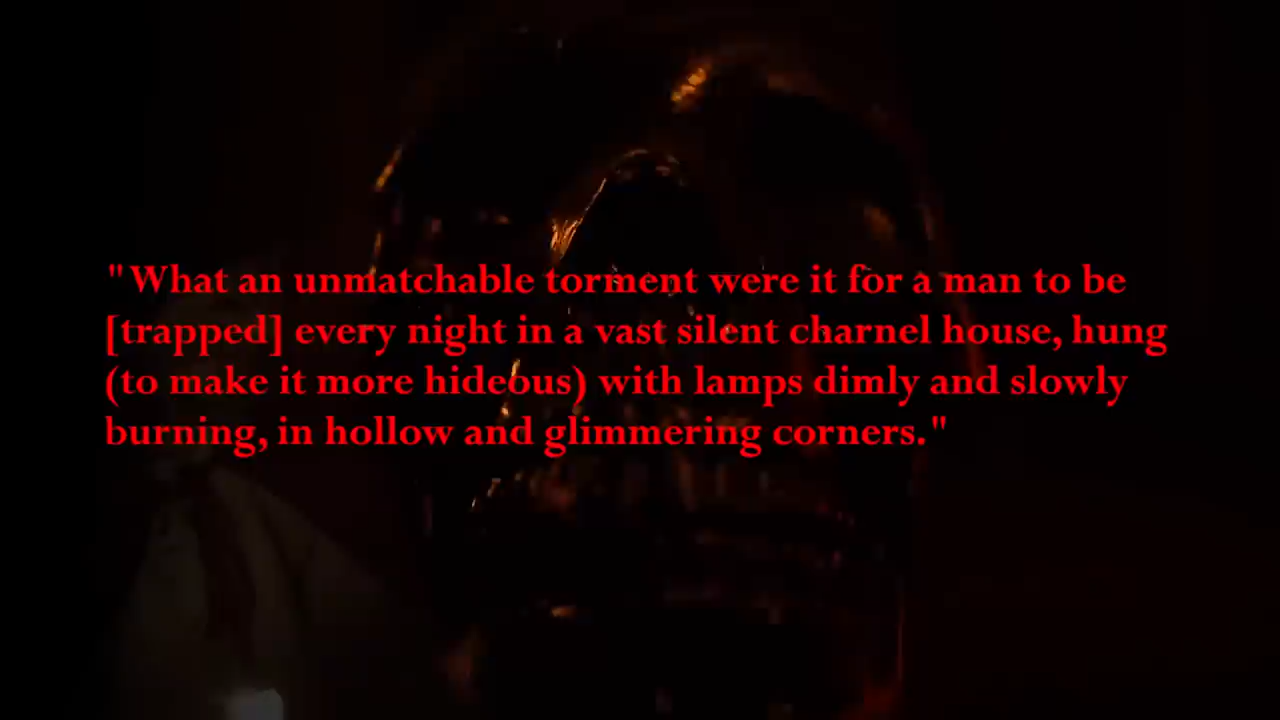 "What an unmatchable torment were it for a man to be
[trapped] every night in a vast silent charnel house, hung
(to make it more hideous) with lamps dimly and slowly
burning, in hollow and glimmering corners."